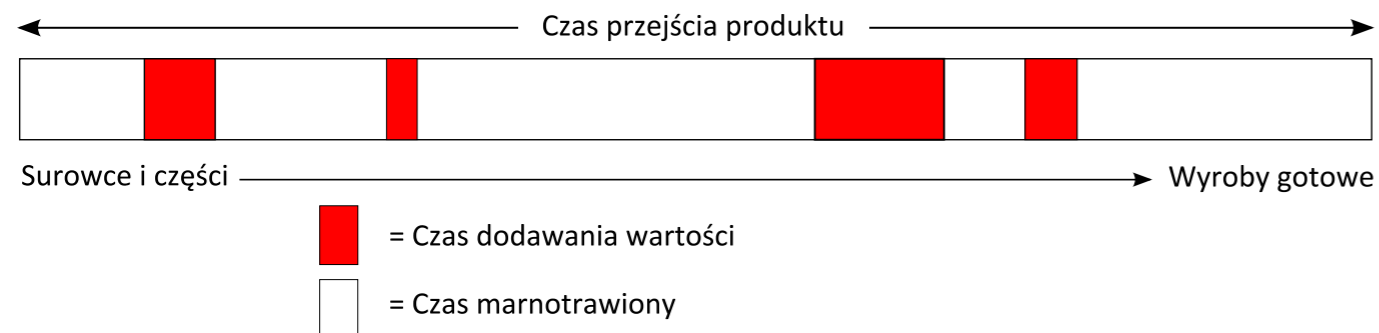 Czas przejścia produktu
Surowce i części
Wyroby gotowe
= Czas dodawania wartości
= Czas marnotrawiony